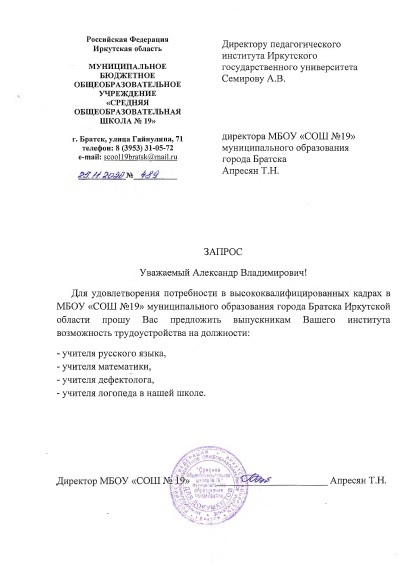 Российская Федерация
Иркутская область
МУНИЦИПАЛЬНОЕ
БЮДЖЕТНОЕ
ОБЩЕОБРАЗОВАТЕЛЬНОЕ
УЧРЕЖДЕНИЕ
«СРЕДНЯЯ
ОБЩЕОБРАЗОВАТЕЛЬНАЯ
ШКОЛА № 19»
г. Братск, улица Гайнулина, 71
телефон: 8 (3953) 31-05-72
e-mail: scool19bratsk@mail.ru
№ 489
Директору педагогического
института Иркутского
государственного университета
Семирову А.В.
директора МБОУ «СОШ №19»
муниципального образования
города Братска
Апресян Т.Н.
ЗАПРОС
Уважаемый Александр Владимирович!
Для удовлетворения потребности в высококвалифицированных кадрах в
МБОУ «СОШ №19» муниципального образования города Братска Иркутской
области прошу Вас предложить выпускникам Вашего института
возможность трудоустройства на должности:
- учителя русского языка,
- учителя математики,
- учителя дефектолога,
- учителя логопеда в нашей школе.
Директор МБОУ «СОШ № 19» Апресян Т.Н.
ДЛЯ ДОКУМЕНТОВ